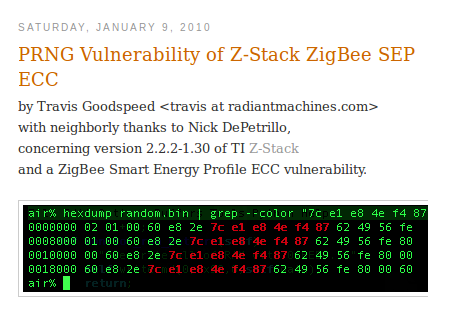 SATURDAY, JANUARY 9, 2010
PRNG Vulnerability of Z-Stack ZigBee SEP
ECC
by Travis Goodspeed <travis at radiantmachines.com>
with neighborly thanks to Nick DePetrillo,
concerning version 2.2.2-1.30 of TI Z-Stack
and a ZigBee Smart Energy Profile ECC vulnerability.
air% hexdump random.bin | grep --color "7c e1 e8 4e f4 87
0000000 02 01 00 60 e8 2e 7c e1 e8 4e f4 87 62 49 56 fe
0008000 01 00 60 e8 2e 7c e1 e8 4e f4 87 62 49 56 fe 80
0010000 00 60 e8 2e 7c e1 e8 4e f4 87 62 49 56 fe 80 00
0018000 60 e8 2e 7c e1 e8 4e f4 87 62 49 56 fe 80 00 60
air% return;